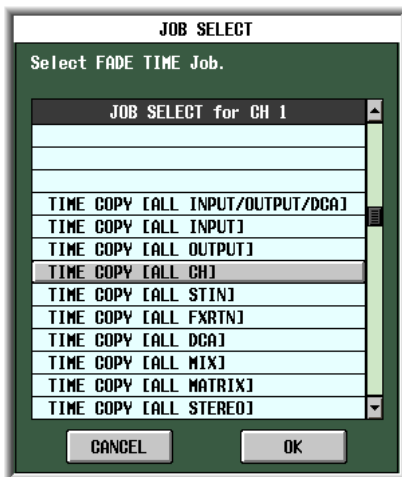 JOB SELECT
Select FADE TIME Job.
JOB SELECT for CH 1
TIME COPY [ALL INPUT/OUTPUT/DCA]
TIME COPY [ALL INPUT]
TIME COPY [ALL OUTPUT]
TIME COPY [ALL CH]
TIME COPY [ALL STIN]
TIME COPY [ALL FXRTN]
TIME COPY [ALL DCA]
TIME COPY [ALL MIX]
TIME COPY [ALL MATRIX]
TIME COPY [ALL STEREO]
CANCEL OK